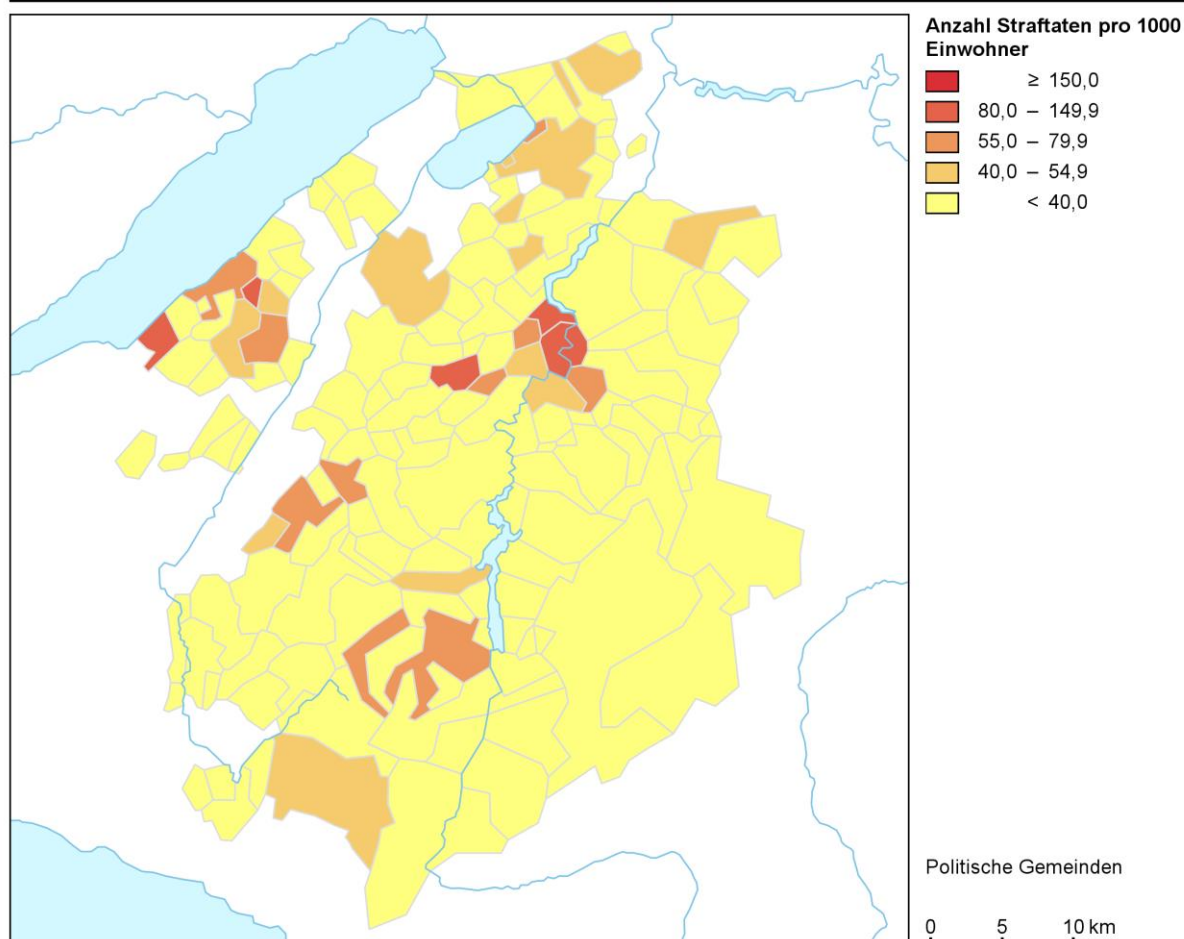 Anzahl Straftaten pro 1000
Einwohner
≥ 150,0
80,0 – 149,9
55,0 – 79,9
40,0 – 54,9
< 40,0
Politische Gemeinden
0 5 10 km